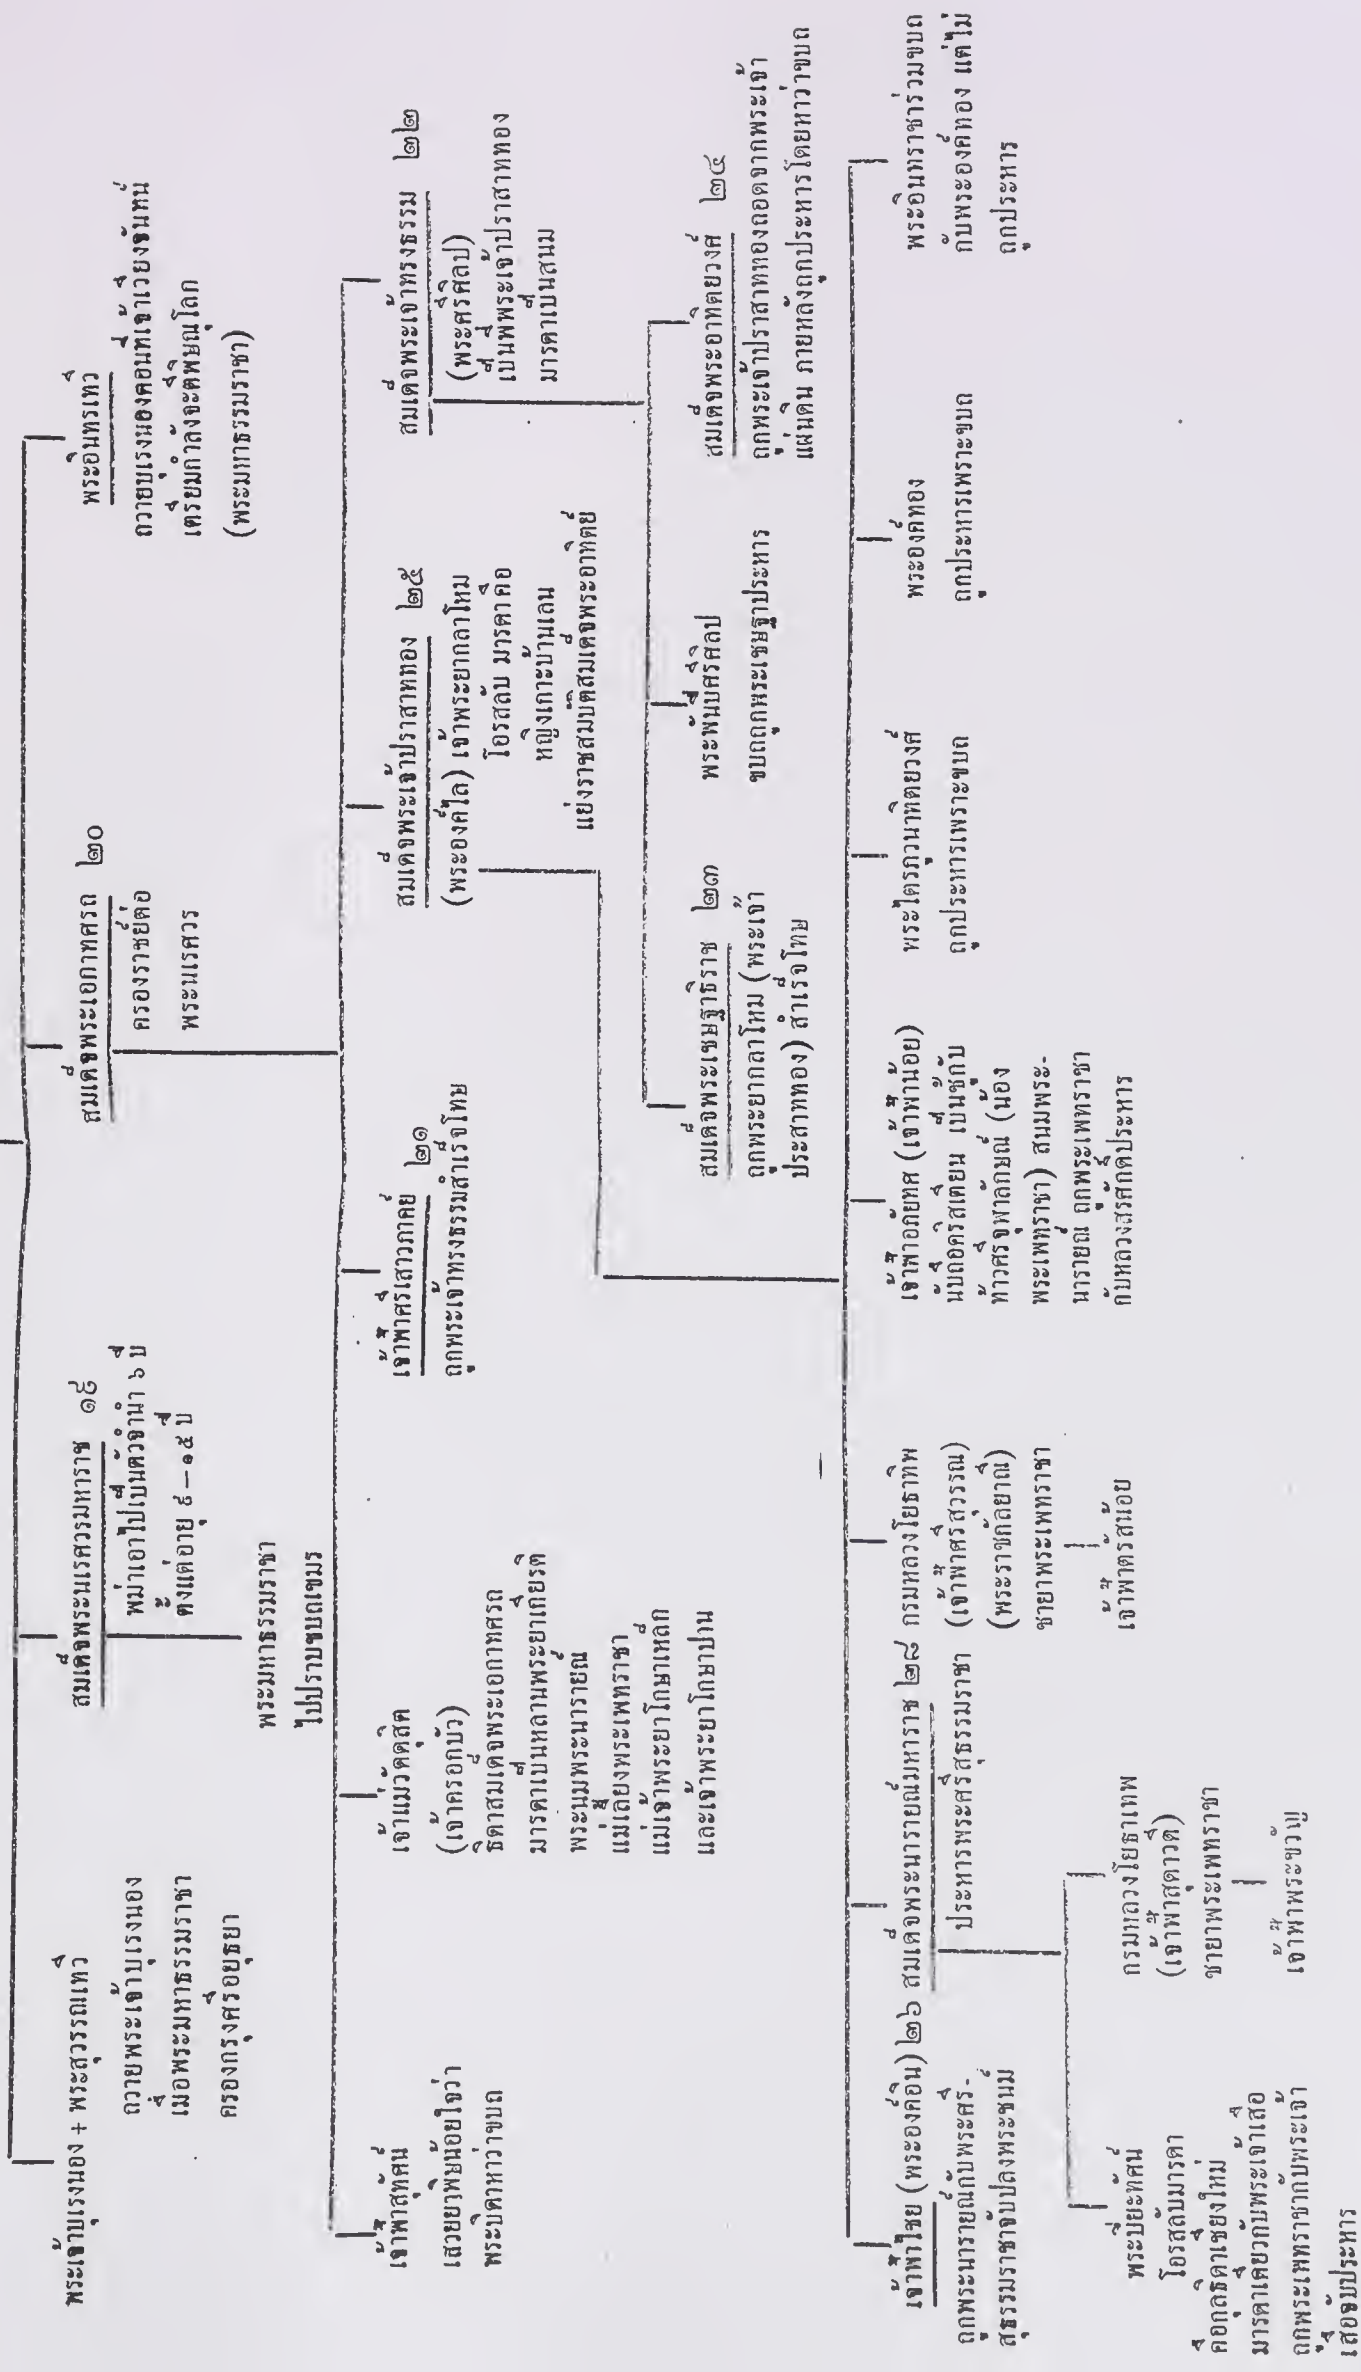 พระเจ้าบุเรงนอง + พระสุวรรณเทวี
ถวายพระเจ้าบุเรงนอง
เมื่อพระมหาธรรมราชา
ครองกรุงศรีอยุธยา
สมเด็จพระนเรศวรมหาราช ๑๙
พม่าเอาไปเป็นตัวจำนำ ๖ ปี
ตั้งแต่อายุ ๙ – ๑๕ ปี
พระมหาธรรมราชา
ไปปราบขบถเขมร
สมเด็จพระเอกาทศรถ ๒๐
ครองราชย์ต่อ
พระนเรศวร
พระอินทรเทวี
ถวายบุเรงนองตอนที่เจ้าเวียงจันทน์
เตรียมกำลังจะตีพิษณุโลก
(พระมหาธรรมราชา)
เจ้าฟ้าสุทัศน์
เสวยยาพิษน้อยใจว่า
พระบิดาหาว่าขบถ
เจ้าแม่วัดดุสิต
(เจ้าครอกบัว)
ธิดาสมเด็จพระเอกาทศรถ
มารดาเป็นหลานพระยาเกียรติ
พระนมพระนารายณ์
แม่เลี้ยงพระเพทราชา
แม่เจ้าพระยาโกษาเหล็ก
และเจ้าพระยาโกษาปาน
เจ้าฟ้าศรีเสาวภาคย์ ๒๑
ถูกพระเจ้าทรงธรรมสำเร็จโทษ
สมเด็จพระเจ้าปราสาททอง ๒๕
(พระองค์ไล) เจ้าพระยากลาโหม
โอรสลับ มารดาคือ
หญิงเกาะบ้านเลน
แย่งราชสมบัติสมเด็จพระอาทิตย์
สมเด็จพระเจ้าทรงธรรม ๒๒
(พระศรีศิลป)
เป็นพี่พระเจ้าปราสาททอง
มารดาเป็นสนม
สมเด็จพระเชษฐาธิราช ๒๓
ถูกพระยากลาโหม (พระเจ้า
ประสาททอง) สำเร็จโทษ
พระพันปีศรีศิลป
ขบถถูกพระเชษฐาประหาร
สมเด็จพระอาทิตยวงศ์ ๒๔
ถูกพระเจ้าปราสาททองถอดจากพระเจ้า
แผ่นดิน ภายหลังถูกประหารโดยหาว่าขบถ
เจ้าฟ้าไชย (พระองค์อิน) ๒๖
ถูกพระนารายณ์กับพระศรี-
สุธรรมราชาจับปลงพระชนม์
สมเด็จพระนารายณ์มหาราช ๒๘
ประหารพระศรีสุธรรมราชา
กรมหลวงโยธาทิพ
(เจ้าฟ้าศรีสุวรรณ)
(พระราชกัลยาณี)
ชายาพระเพทราชา
เจ้าฟ้าตรัสน้อย
เจ้าฟ้าอภัยทศ (เจ้าฟ้าน้อย)
นับถือคริสเตียน เป็นชู้กับ
ท้าวศรีจุฬาลักษณ์ (น้อง
พระเพทราชา) สนมพระ-
นารายณ์ ถูกพระเพทราชา
กับหลวงสรศักดิ์ประหาร
พระไตรภูวนาทิตยวงศ์
ถูกประหารเพราะขบถ
พระองค์ทอง
ถูกประหารเพราะขบถ
พระอินทราชาร่วมขบถ
กับพระองค์ทอง แต่ไม่
ถูกประหาร
พระปิยะทัศน์
โอรสลับมารดา
คือกุลธิดาเชียงใหม่
มารดาเดียวกับพระเจ้าเสือ
ถูกพระเพทราชากับพระเจ้า
เสือจับประหาร
กรมหลวงโยธาเทพ
(เจ้าฟ้าสุดาวดี)
ชายาพระเพทราชา
เจ้าฟ้าพระขวัญ